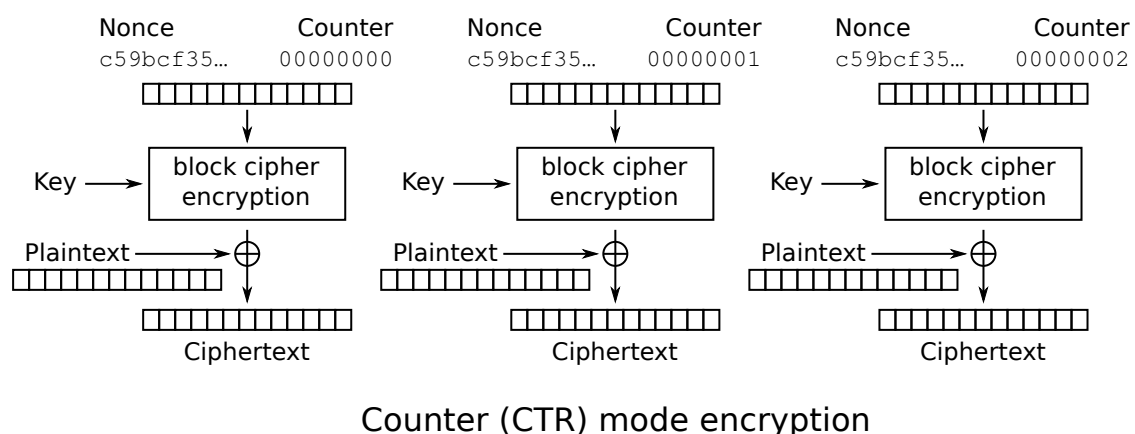 Nonce Counter Nonce Counter Nonce Counter
c59bcf35… 00000000 c59bcf35… 00000001 c59bcf35… 00000002
block cipher encryption block cipher encryption block cipher encryption
Key Key Key
Plaintext Plaintext Plaintext
Ciphertext Ciphertext Ciphertext
Counter (CTR) mode encryption